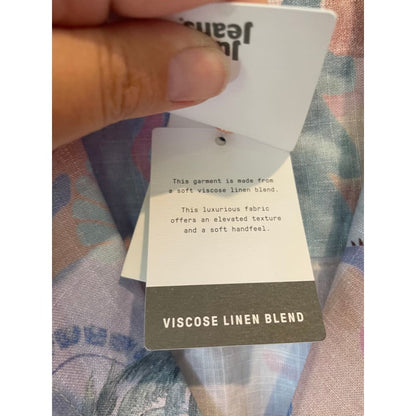 Jeans
This garment is made from
a soft viscose linen blend.
This luxurious fabric
offers an elevated texture
and a soft handfeel.
VISCOSE LINEN BLEND